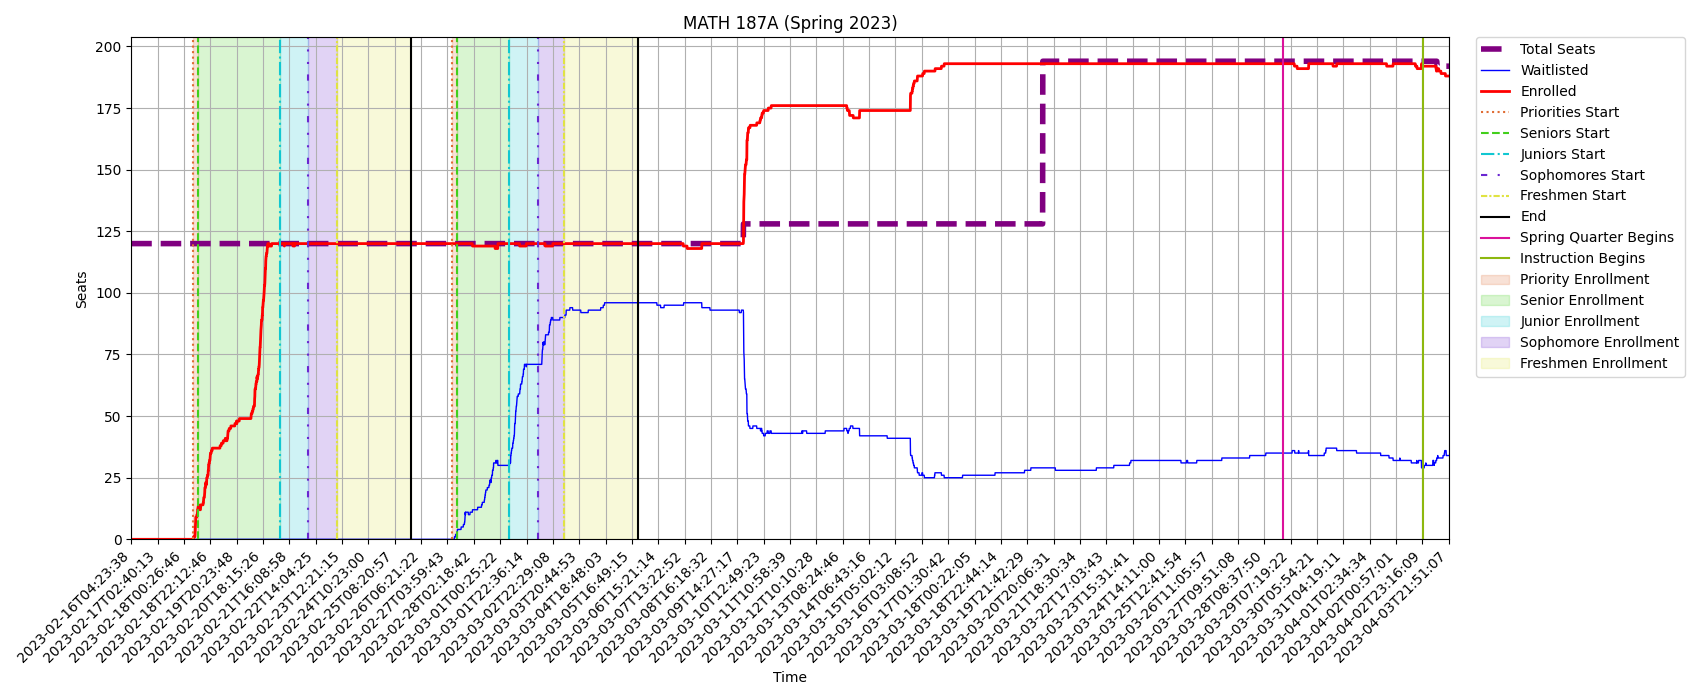 MATH 187A (Spring 2023)
200
175
150
125
100
75
50
25
0
Seats
2023-02-16T04:23:38
2023-02-17T02:40:13
2023-02-18T00:26:46
2023-02-18T22:12:46
2023-02-19T20:23:48
2023-02-20T18:15:26
2023-02-21T16:08:58
2023-02-22T14:04:25
2023-02-23T12:21:15
2023-02-24T10:23:00
2023-02-25T08:20:57
2023-02-26T06:21:22
2023-02-27T03:59:43
2023-02-28T02:18:42
2023-03-01T00:25:22
2023-03-01T22:36:14
2023-03-02T22:29:08
2023-03-03T20:44:53
2023-03-04T18:48:03
2023-03-05T16:49:15
2023-03-06T15:21:14
2023-03-07T13:22:52
2023-03-08T16:18:32
2023-03-09T14:27:17
2023-03-10T12:49:23
2023-03-11T10:58:39
2023-03-12T10:10:28
2023-03-13T08:24:46
2023-03-14T06:43:16
2023-03-15T05:02:12
2023-03-16T03:08:52
2023-03-17T01:30:42
2023-03-18T00:22:05
2023-03-18T22:44:14
2023-03-19T21:42:29
2023-03-20T20:06:31
2023-03-21T18:30:34
2023-03-22T17:03:43
2023-03-23T15:31:41
2023-03-24T14:11:00
2023-03-25T12:41:54
2023-03-26T11:05:57
2023-03-27T09:51:08
2023-03-28T08:37:50
2023-03-29T07:19:22
2023-03-30T05:54:21
2023-03-31T04:19:11
2023-04-01T02:34:34
2023-04-02T00:57:01
2023-04-02T23:16:09
2023-04-03T21:51:07
Time
Total Seats
Waitlisted
Enrolled
Priorities Start
Seniors Start
Juniors Start
Sophomores Start
Freshmen Start
End
Spring Quarter Begins
Instruction Begins
Priority Enrollment
Senior Enrollment
Junior Enrollment
Sophomore Enrollment
Freshmen Enrollment